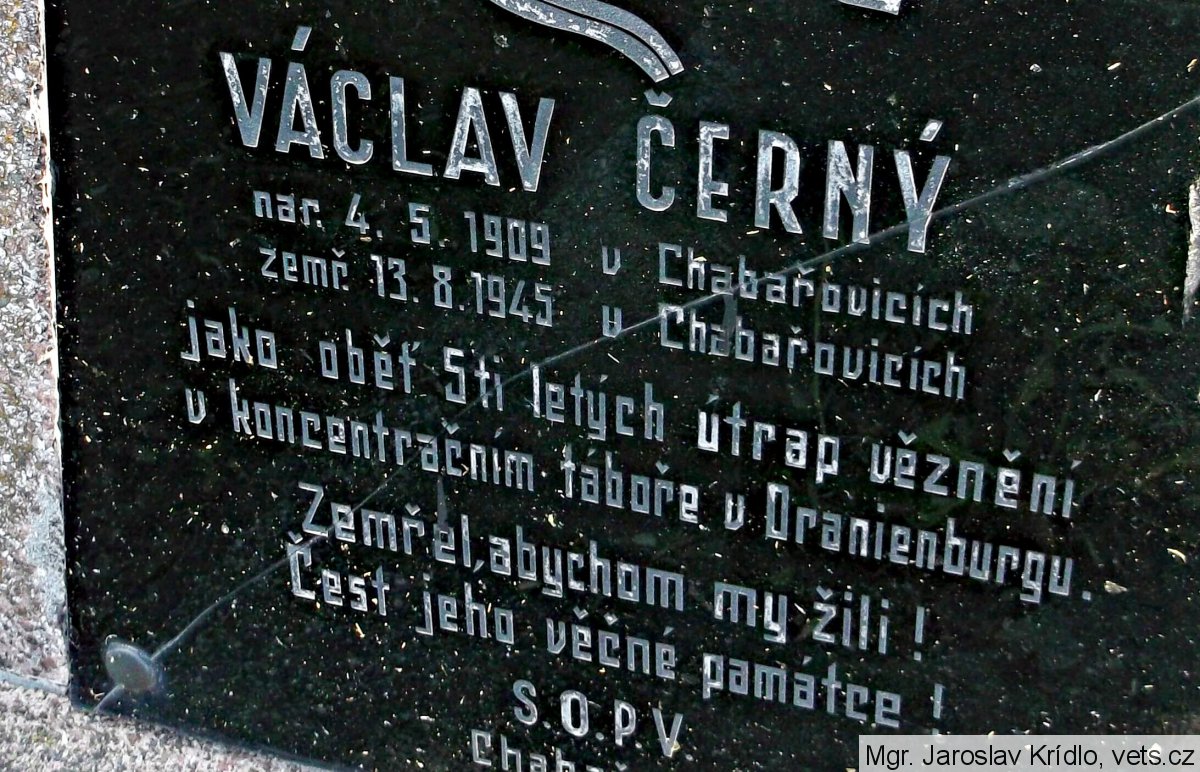 VÁCLAV ČERNÝ
nar. 4. 5. 1909 v Chabařovicích
zemř. 13. 8. 1945 v Chabařovicích
jako oběť 5ti letých útrap věznění
v koncentračním táboře v Oranienburgu.
Zemřel, abychom my žili !
Čest jeho věčné památce !
S.O.P.V.
Mgr. Jaroslav Krídlo, vets.cz